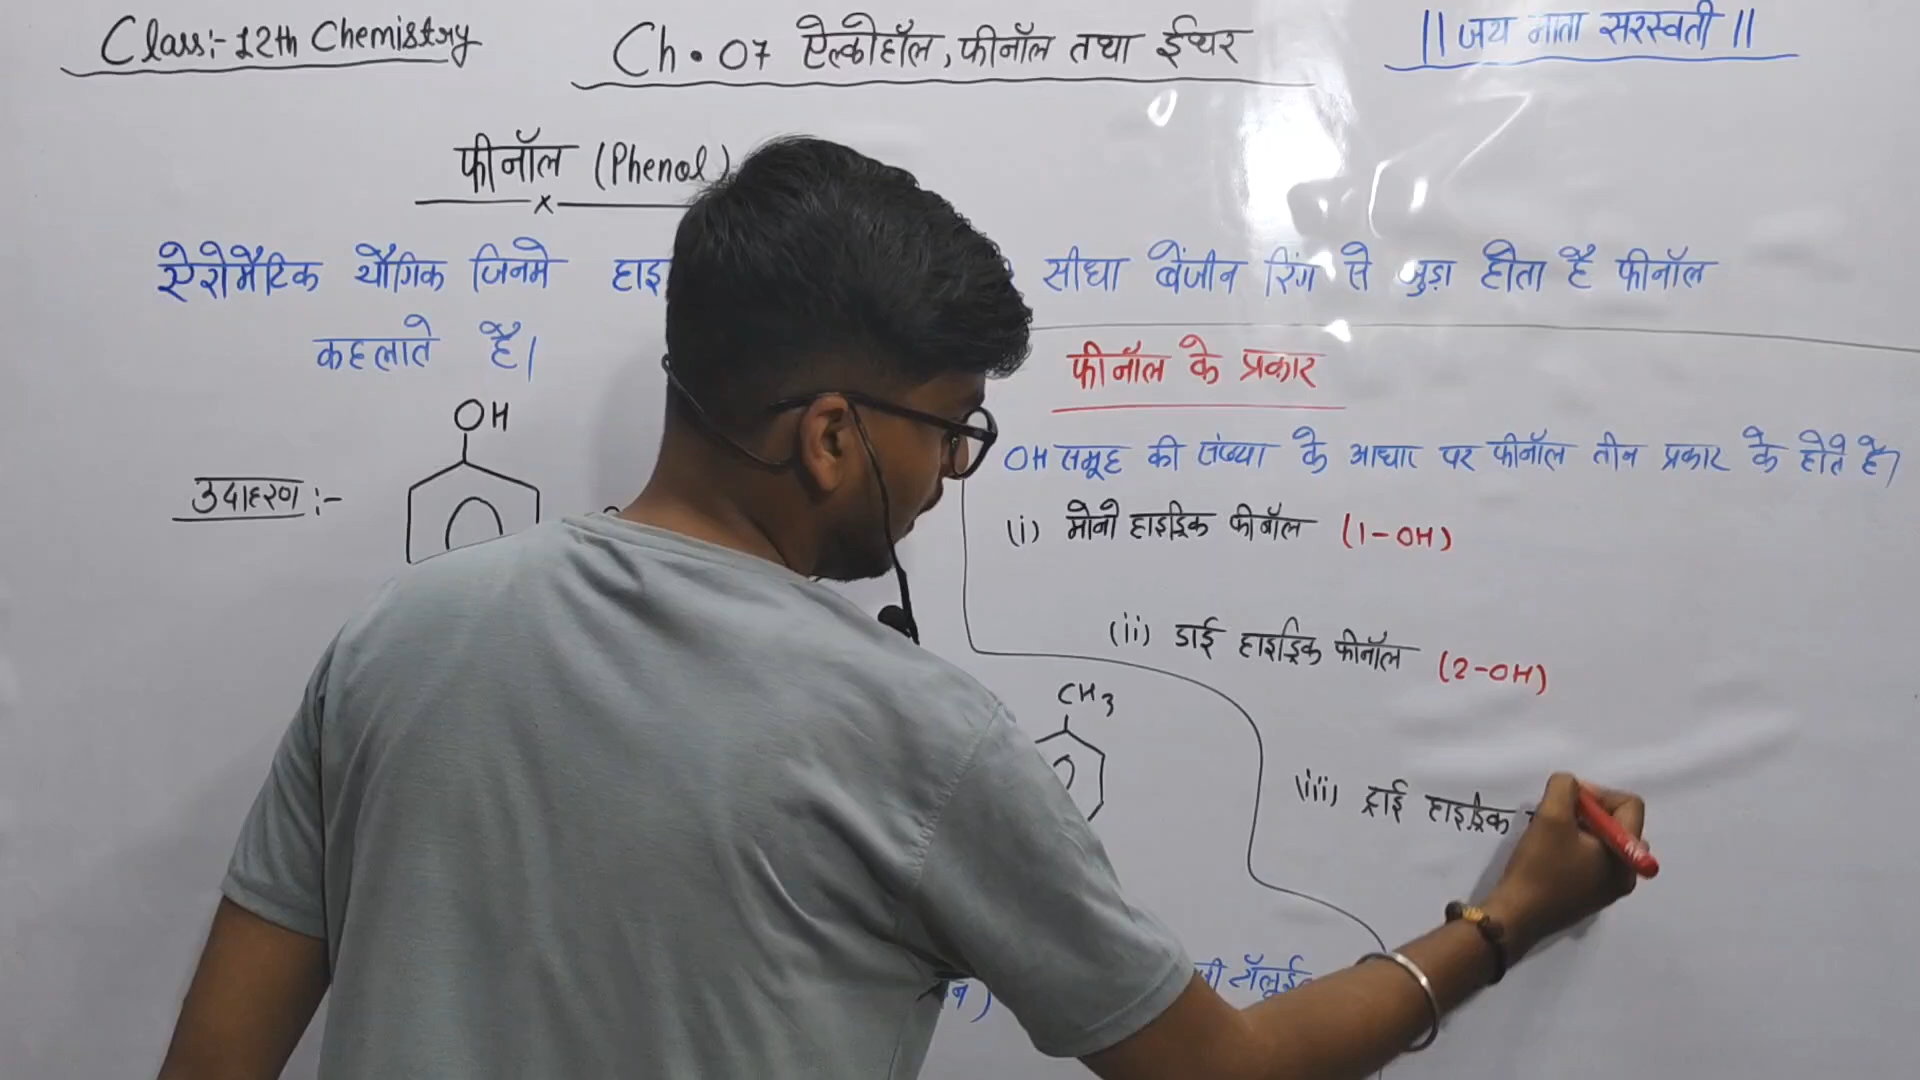 Class:- 12th Chemistry
Ch. 07 ऐल्कोहॉल, फीनॉल तथा ईथर
|| जय माता सरस्वती ||
फीनॉल (Phenol)
ऐरोमैटिक यौगिक जिनमे हाइ सीधा बेंजीन रिंग से जुड़ा होता है फीनॉल
कहलाते है।
फीनॉल के प्रकार
OH
उदाहरण :-
OH समूह की संख्या के आधार पर फीनॉल तीन प्रकार के होते है।
(i) मोनो हाइड्रिक फीनॉल (1-OH)
(ii) डाई हाइड्रिक फीनॉल (2-OH)
CH3
(iii) ट्राई हाइड्रिक